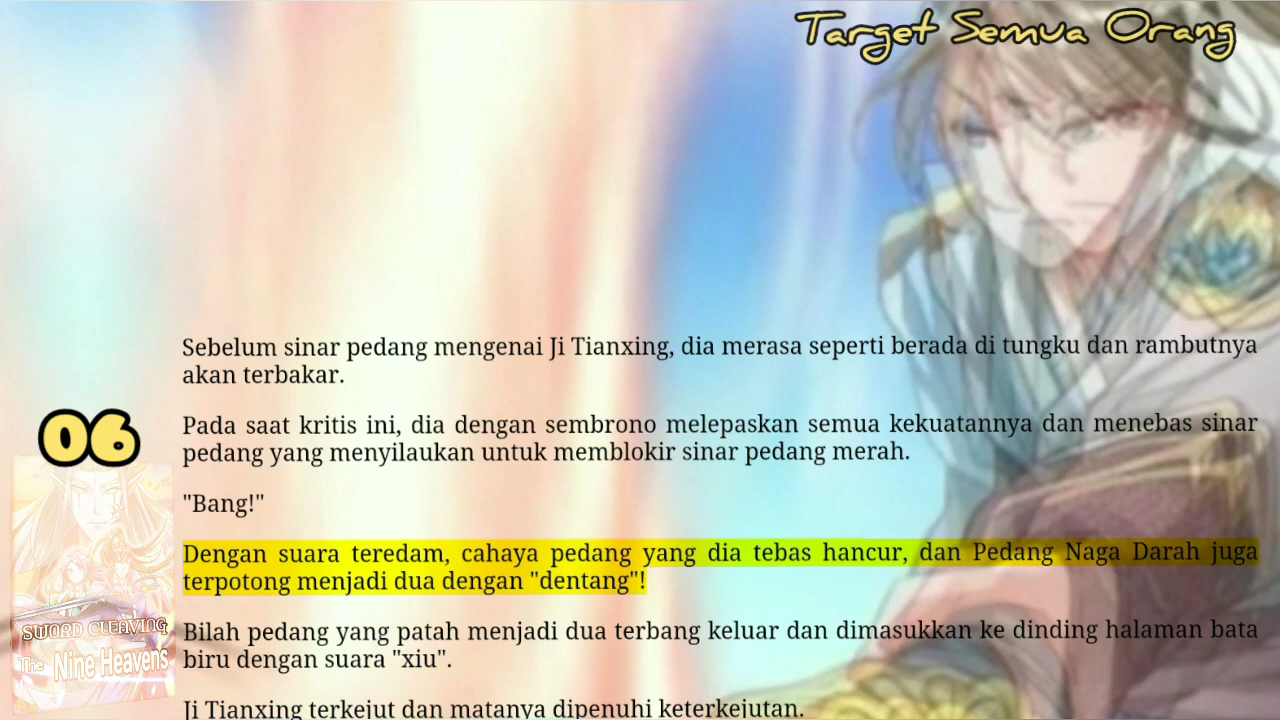 Target Semua Orang
Sebelum sinar pedang mengenai Ji Tianxing, dia merasa seperti berada di tungku dan rambutnya
akan terbakar.
Pada saat kritis ini, dia dengan sembrono melepaskan semua kekuatannya dan menebas sinar
pedang yang menyilaukan untuk memblokir sinar pedang merah.
"Bang!"
Dengan suara teredam, cahaya pedang yang dia tebas hancur, dan Pedang Naga Darah juga
terpotong menjadi dua dengan "dentang"!
Bilah pedang yang patah menjadi dua terbang keluar dan dimasukkan ke dinding halaman bata
biru dengan suara "xiu".
Ji Tianxing terkejut dan matanya dipenuhi keterkejutan.
06
SWORD CLEAVING
The Nine Heavens